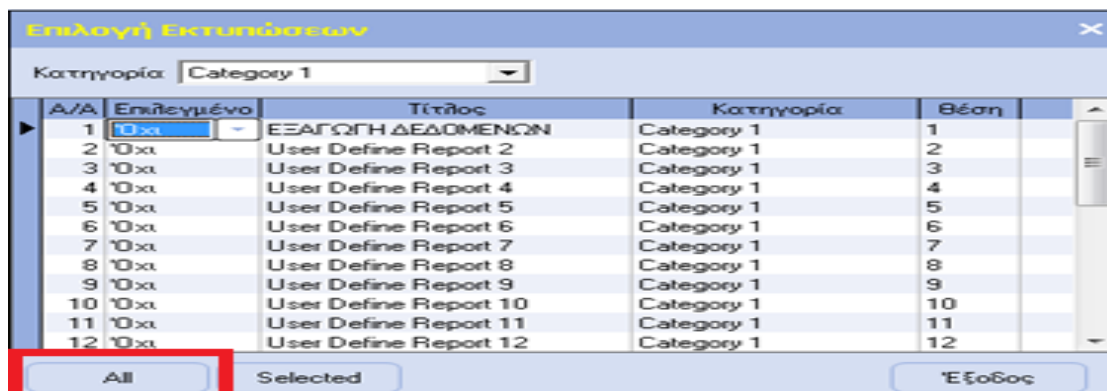 Επιλογή Εκτυπώσεων
Κατηγορία Category 1
Α/Α Επιλεγμένο Τίτλος Κατηγορία Θέση
1 Όχι ΕΞΑΓΩΓΗ ΔΕΔΟΜΕΝΩΝ Category 1 1
2 Όχι User Define Report 2 Category 1 2
3 Όχι User Define Report 3 Category 1 3
4 Όχι User Define Report 4 Category 1 4
5 Όχι User Define Report 5 Category 1 5
6 Όχι User Define Report 6 Category 1 6
7 Όχι User Define Report 7 Category 1 7
8 Όχι User Define Report 8 Category 1 8
9 Όχι User Define Report 9 Category 1 9
10 Όχι User Define Report 10 Category 1 10
11 Όχι User Define Report 11 Category 1 11
12 Όχι User Define Report 12 Category 1 12
All Selected Έξοδος